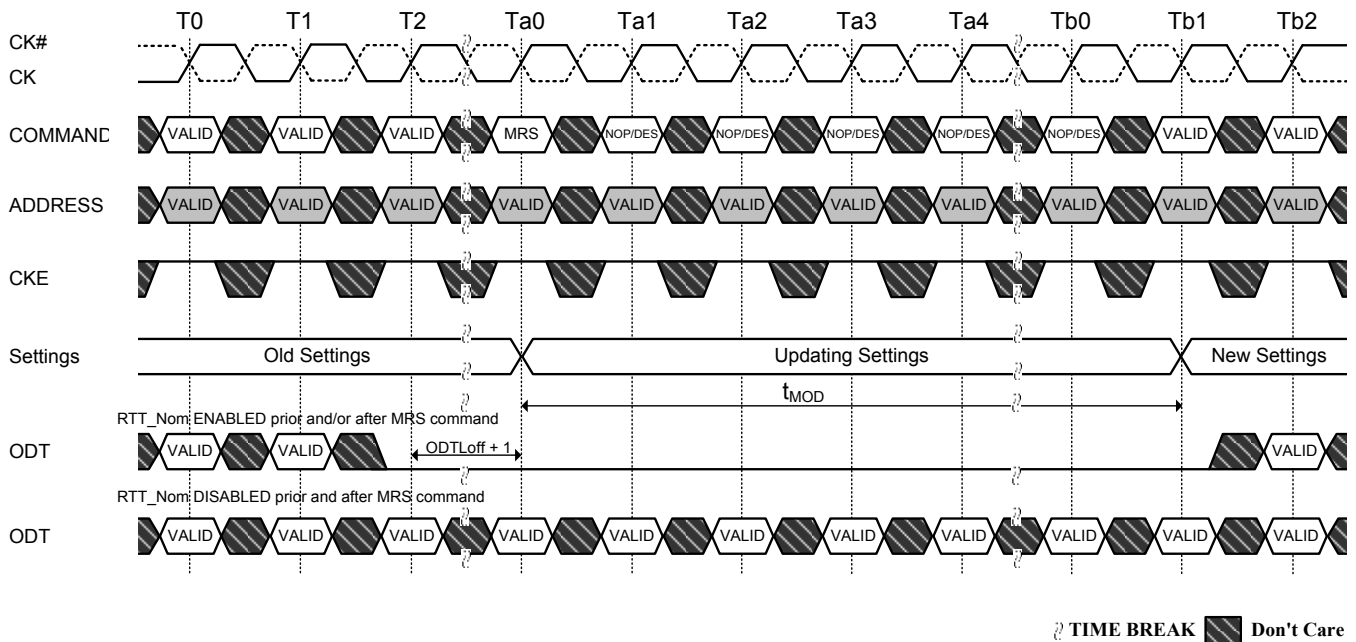 T0 T1 T2 Ta0 Ta1 Ta2 Ta3 Ta4 Tb0 Tb1 Tb2
CK#
CK
COMMAND VALID VALID VALID MRS NOP/DES NOP/DES NOP/DES NOP/DES NOP/DES VALID VALID
ADDRESS VALID VALID VALID VALID VALID VALID VALID VALID VALID VALID VALID
CKE
Settings Old Settings Updating Settings New Settings
tMOD
RTT_Nom ENABLED prior and/or after MRS command
ODT VALID VALID ODTLoff + 1 VALID
RTT_Nom DISABLED prior and after MRS command
ODT VALID VALID VALID VALID VALID VALID VALID VALID VALID VALID VALID
TIME BREAK Don't Care